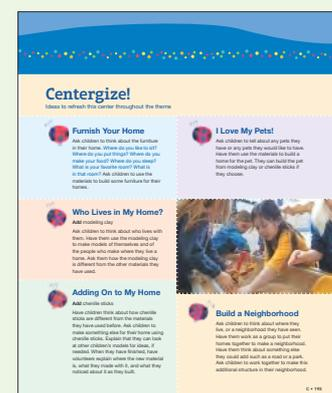 Centergize!
Ideas to refresh this center throughout the theme
Furnish Your Home
Ask children to think about the furniture
in their home. Where do you like to sit?
Where do you put things? Where do you
make your food? Where do you sleep?
What is your favorite room? What is
in that room? Ask children to use the
materials to build some furniture for their
homes.
Who Lives in My Home?
Add modeling clay
Ask children to think about who lives with
them. Have them use the modeling clay
to make models of themselves and of
the people who make where they live a
home. Ask them how the modeling clay
is different from the other materials they
have used.
Adding On to My Home
Add chenille sticks
Have children think about how chenille
sticks are different from the materials
they have used before. Ask children to
make something else for their home using
chenille sticks. Explain that they can look
at other children's models for ideas, if
needed. When they have finished, have
volunteers explain where the new material
is, what they made with it, and what they
noticed about it as they built.
I Love My Pets!
Ask children to tell about any pets they
have or any pets they would like to have.
Have them use the materials to build a
home for the pet. They can build the pet
from modeling clay or chenille sticks if
they choose.
Build a Neighborhood
Ask children to think about where they
live, or a neighborhood they have seen.
Have them work as a group to put their
homes together to make a neighborhood.
Have them think about something else
they could add such as a road or a park.
Ask children to work together to make this
additional structure in their neighborhood.